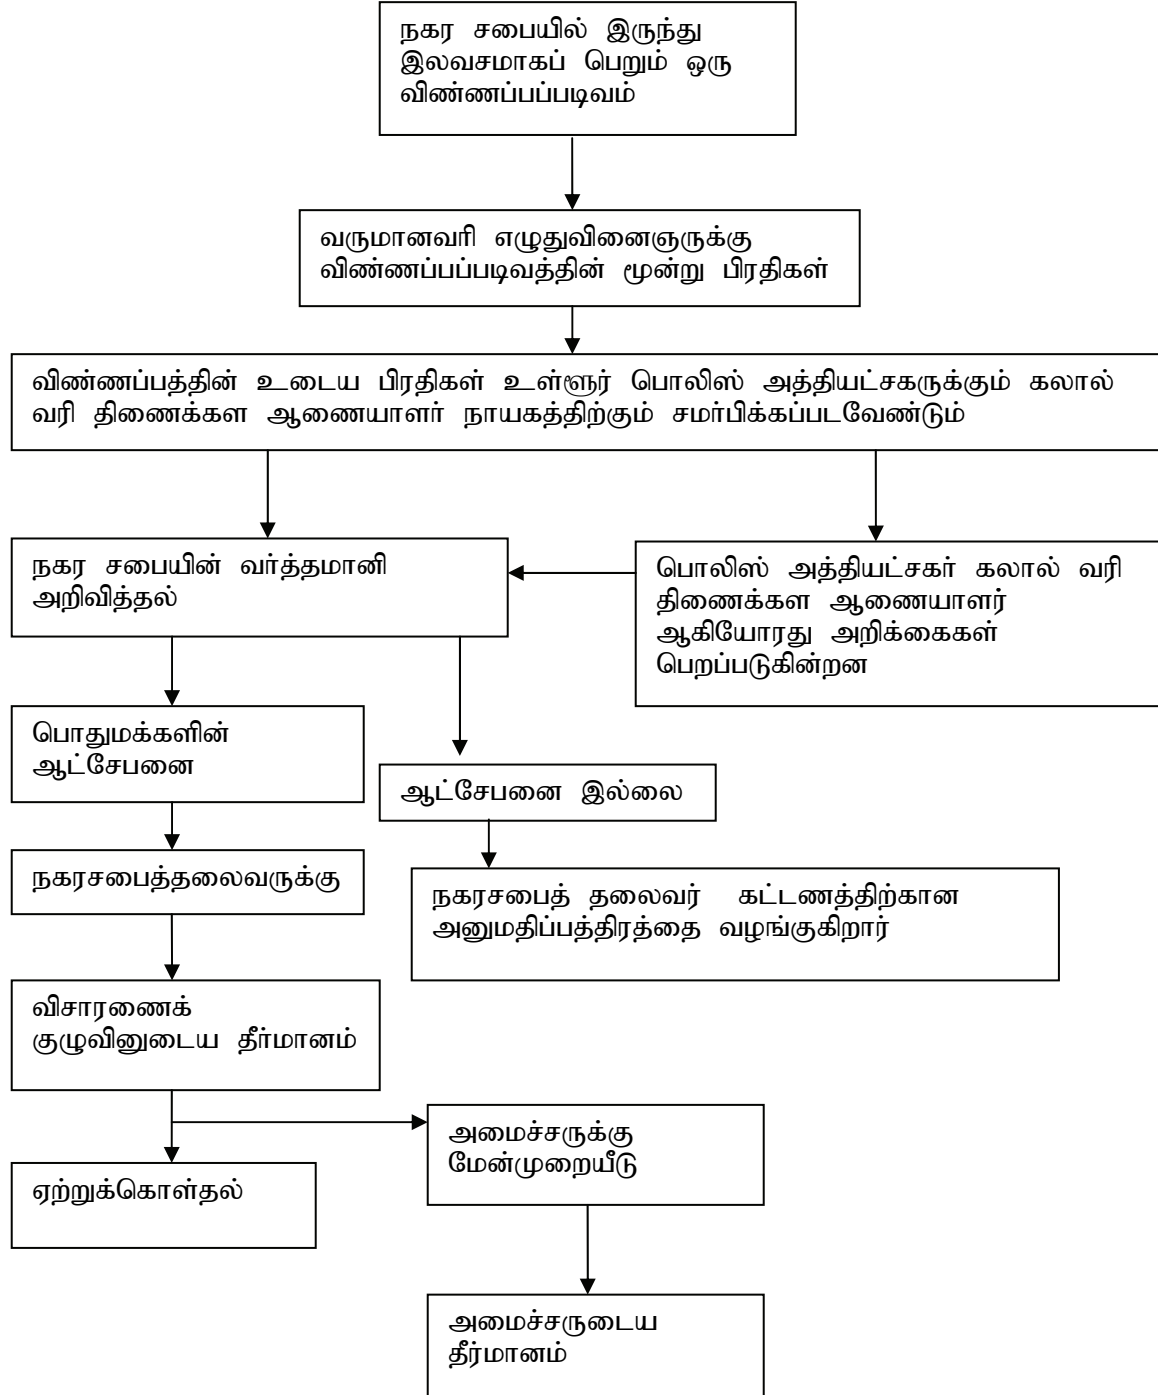 நகர சபையில் இருந்து
இலவசமாகப் பெறும் ஒரு
விண்ணப்பப்படிவம்
வருமானவரி எழுதுவினைஞருக்கு
விண்ணப்பப்படிவத்தின் மூன்று பிரதிகள்
விண்ணப்பத்தின் உடைய பிரதிகள் உள்ளூர் பொலிஸ் அத்தியட்சகருக்கும் கலால்
வரி திணைக்கள ஆணையாளர் நாயகத்திற்கும் சமர்பிக்கப்படவேண்டும்
நகர சபையின் வர்த்தமானி
அறிவித்தல்
பொலிஸ் அத்தியட்சகர் கலால் வரி
திணைக்கள ஆணையாளர்
ஆகியோரது அறிக்கைகள்
பெறப்படுகின்றன
பொதுமக்களின்
ஆட்சேபனை
ஆட்சேபனை இல்லை
நகரசபைத்தலைவருக்கு
நகரசபைத் தலைவர் கட்டணத்திற்கான
அனுமதிப்பத்திரத்தை வழங்குகிறார்
விசாரணைக்
குழுவினுடைய தீர்மானம்
அமைச்சருக்கு
மேன்முறையீடு
ஏற்றுக்கொள்தல்
அமைச்சருடைய
தீர்மானம்